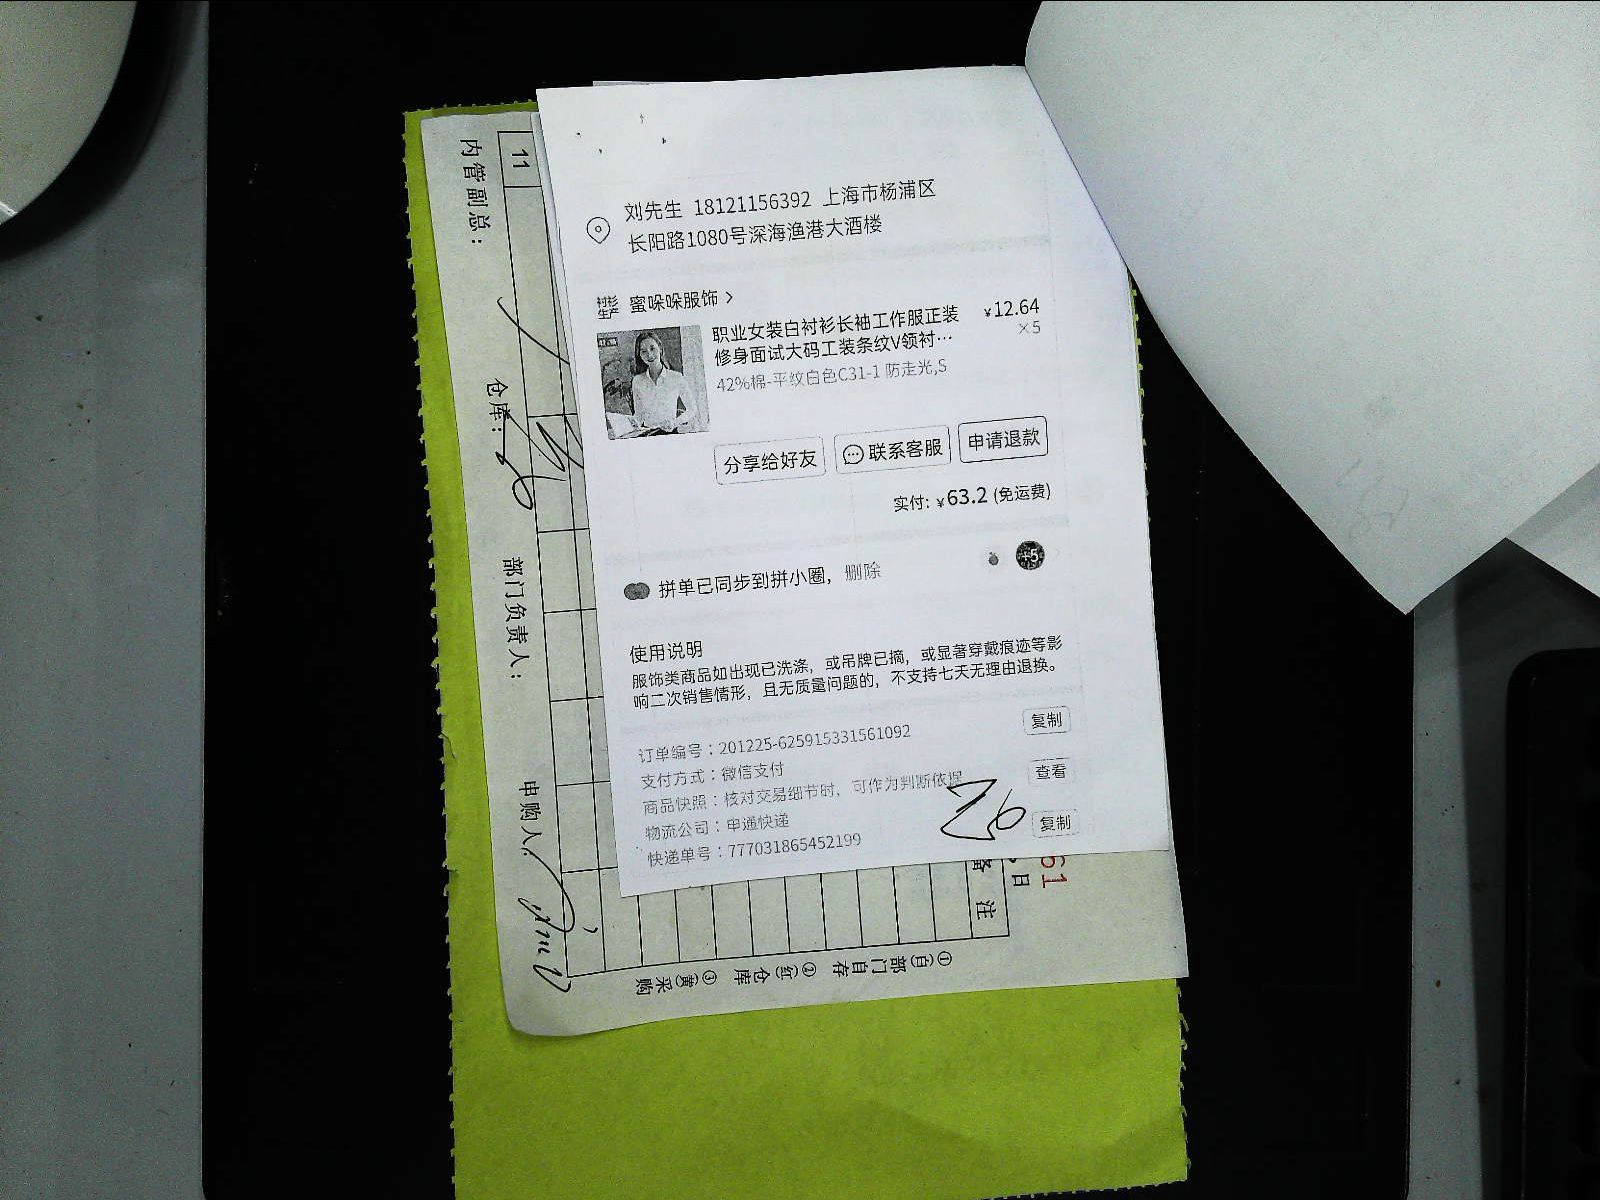 刘先生 18121156392 上海市杨浦区
长阳路1080号深海渔港大酒楼
蜜哚哚服饰 >
职业女装白衬衫长袖工作服正装 ¥12.64
修身面试大码工装条纹V领衬… ×5
42%棉-平纹白色C31-1 防走光,S
分享给好友 联系客服 申请退款
实付: ¥63.2 (免运费)
拼单已同步到拼小圈，删除 +5
使用说明
服饰类商品如出现已洗涤，或吊牌已摘，或显著穿戴痕迹等影
响二次销售情形，且无质量问题的，不支持七天无理由退换。
订单编号：201225-625915331561092 复制
支付方式：微信支付
商品快照：核对交易细节时，可作为判断依据 查看
物流公司：申通快递
快递单号：777031865452199 复制
11
内管副总：
仓库：
部门负责人：
申购人：
备注
日
61
①(白)部门自存 ②(红)仓库 ③(黄)采购